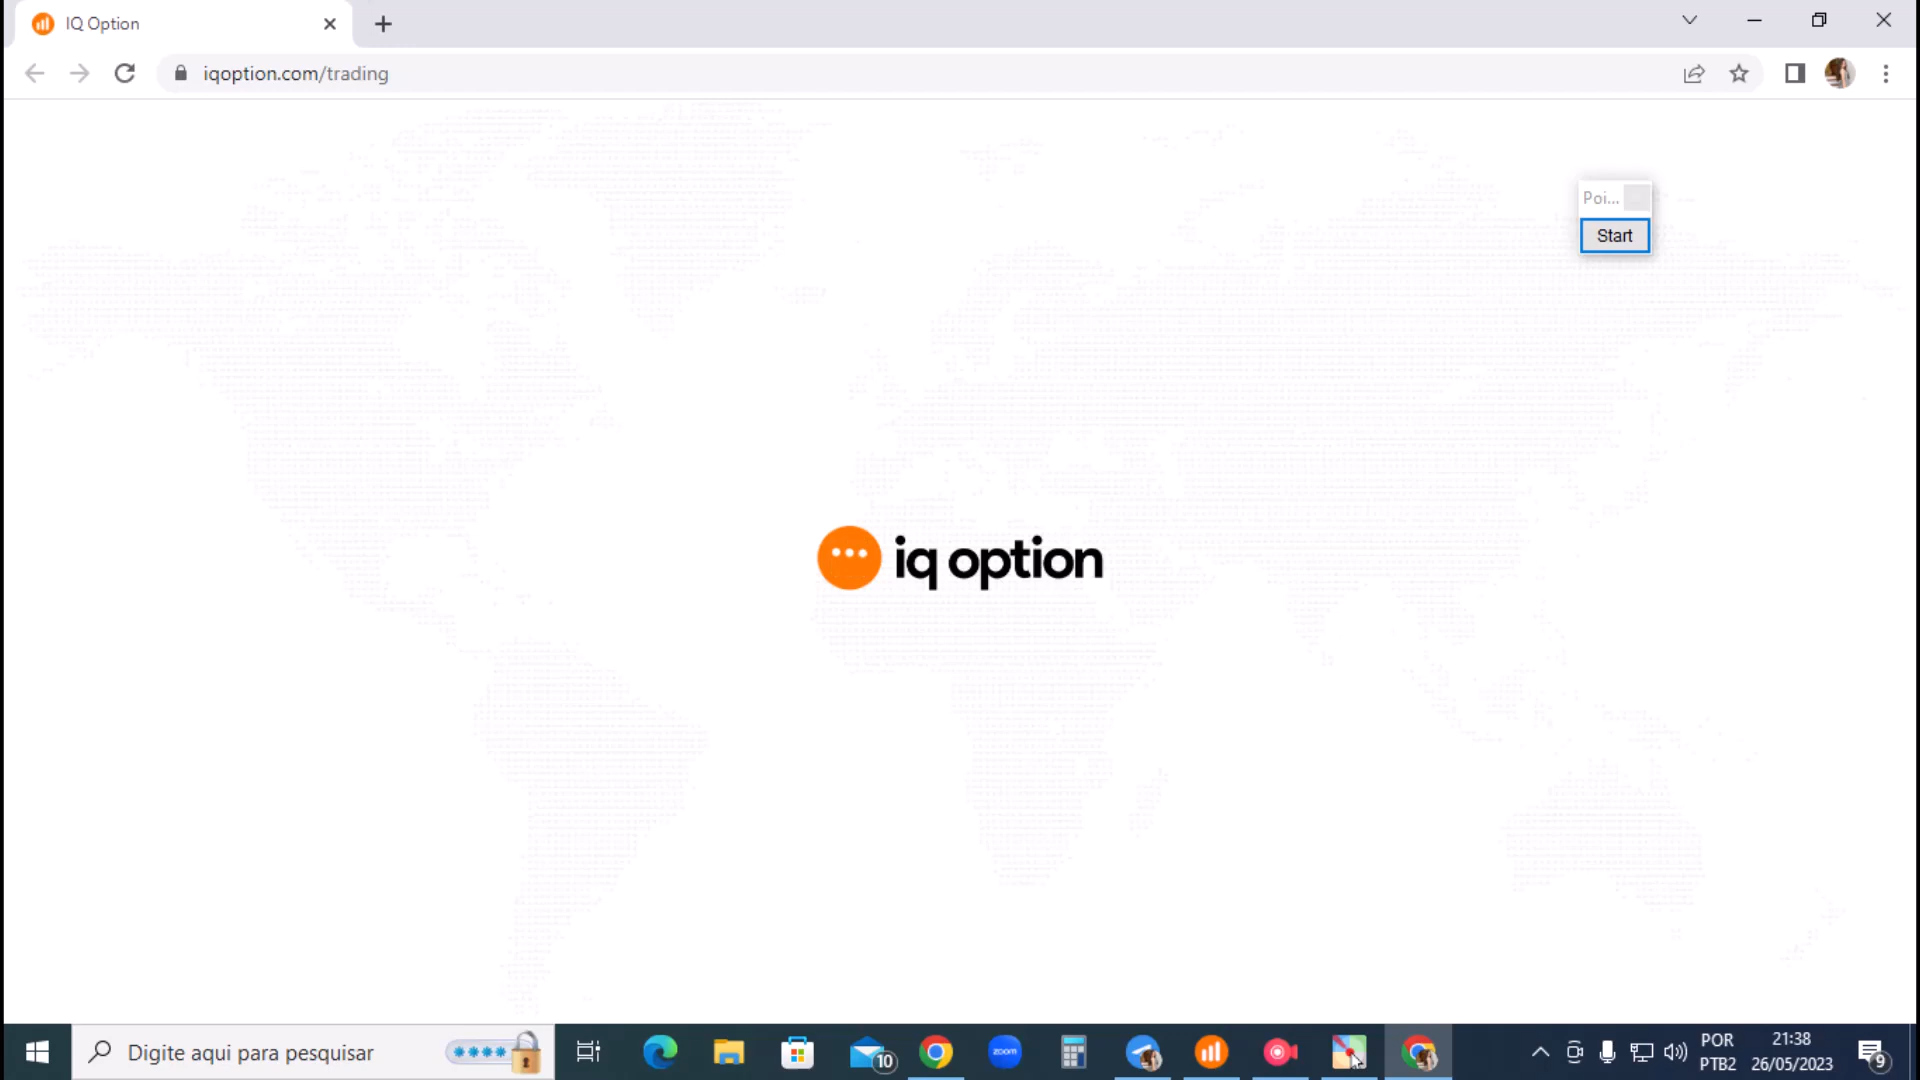 IQ Option
iqoption.com/trading
Poi...
Start
iq option
Digite aqui para pesquisar
10
zoom
POR
PTB2
21:38
26/05/2023
9